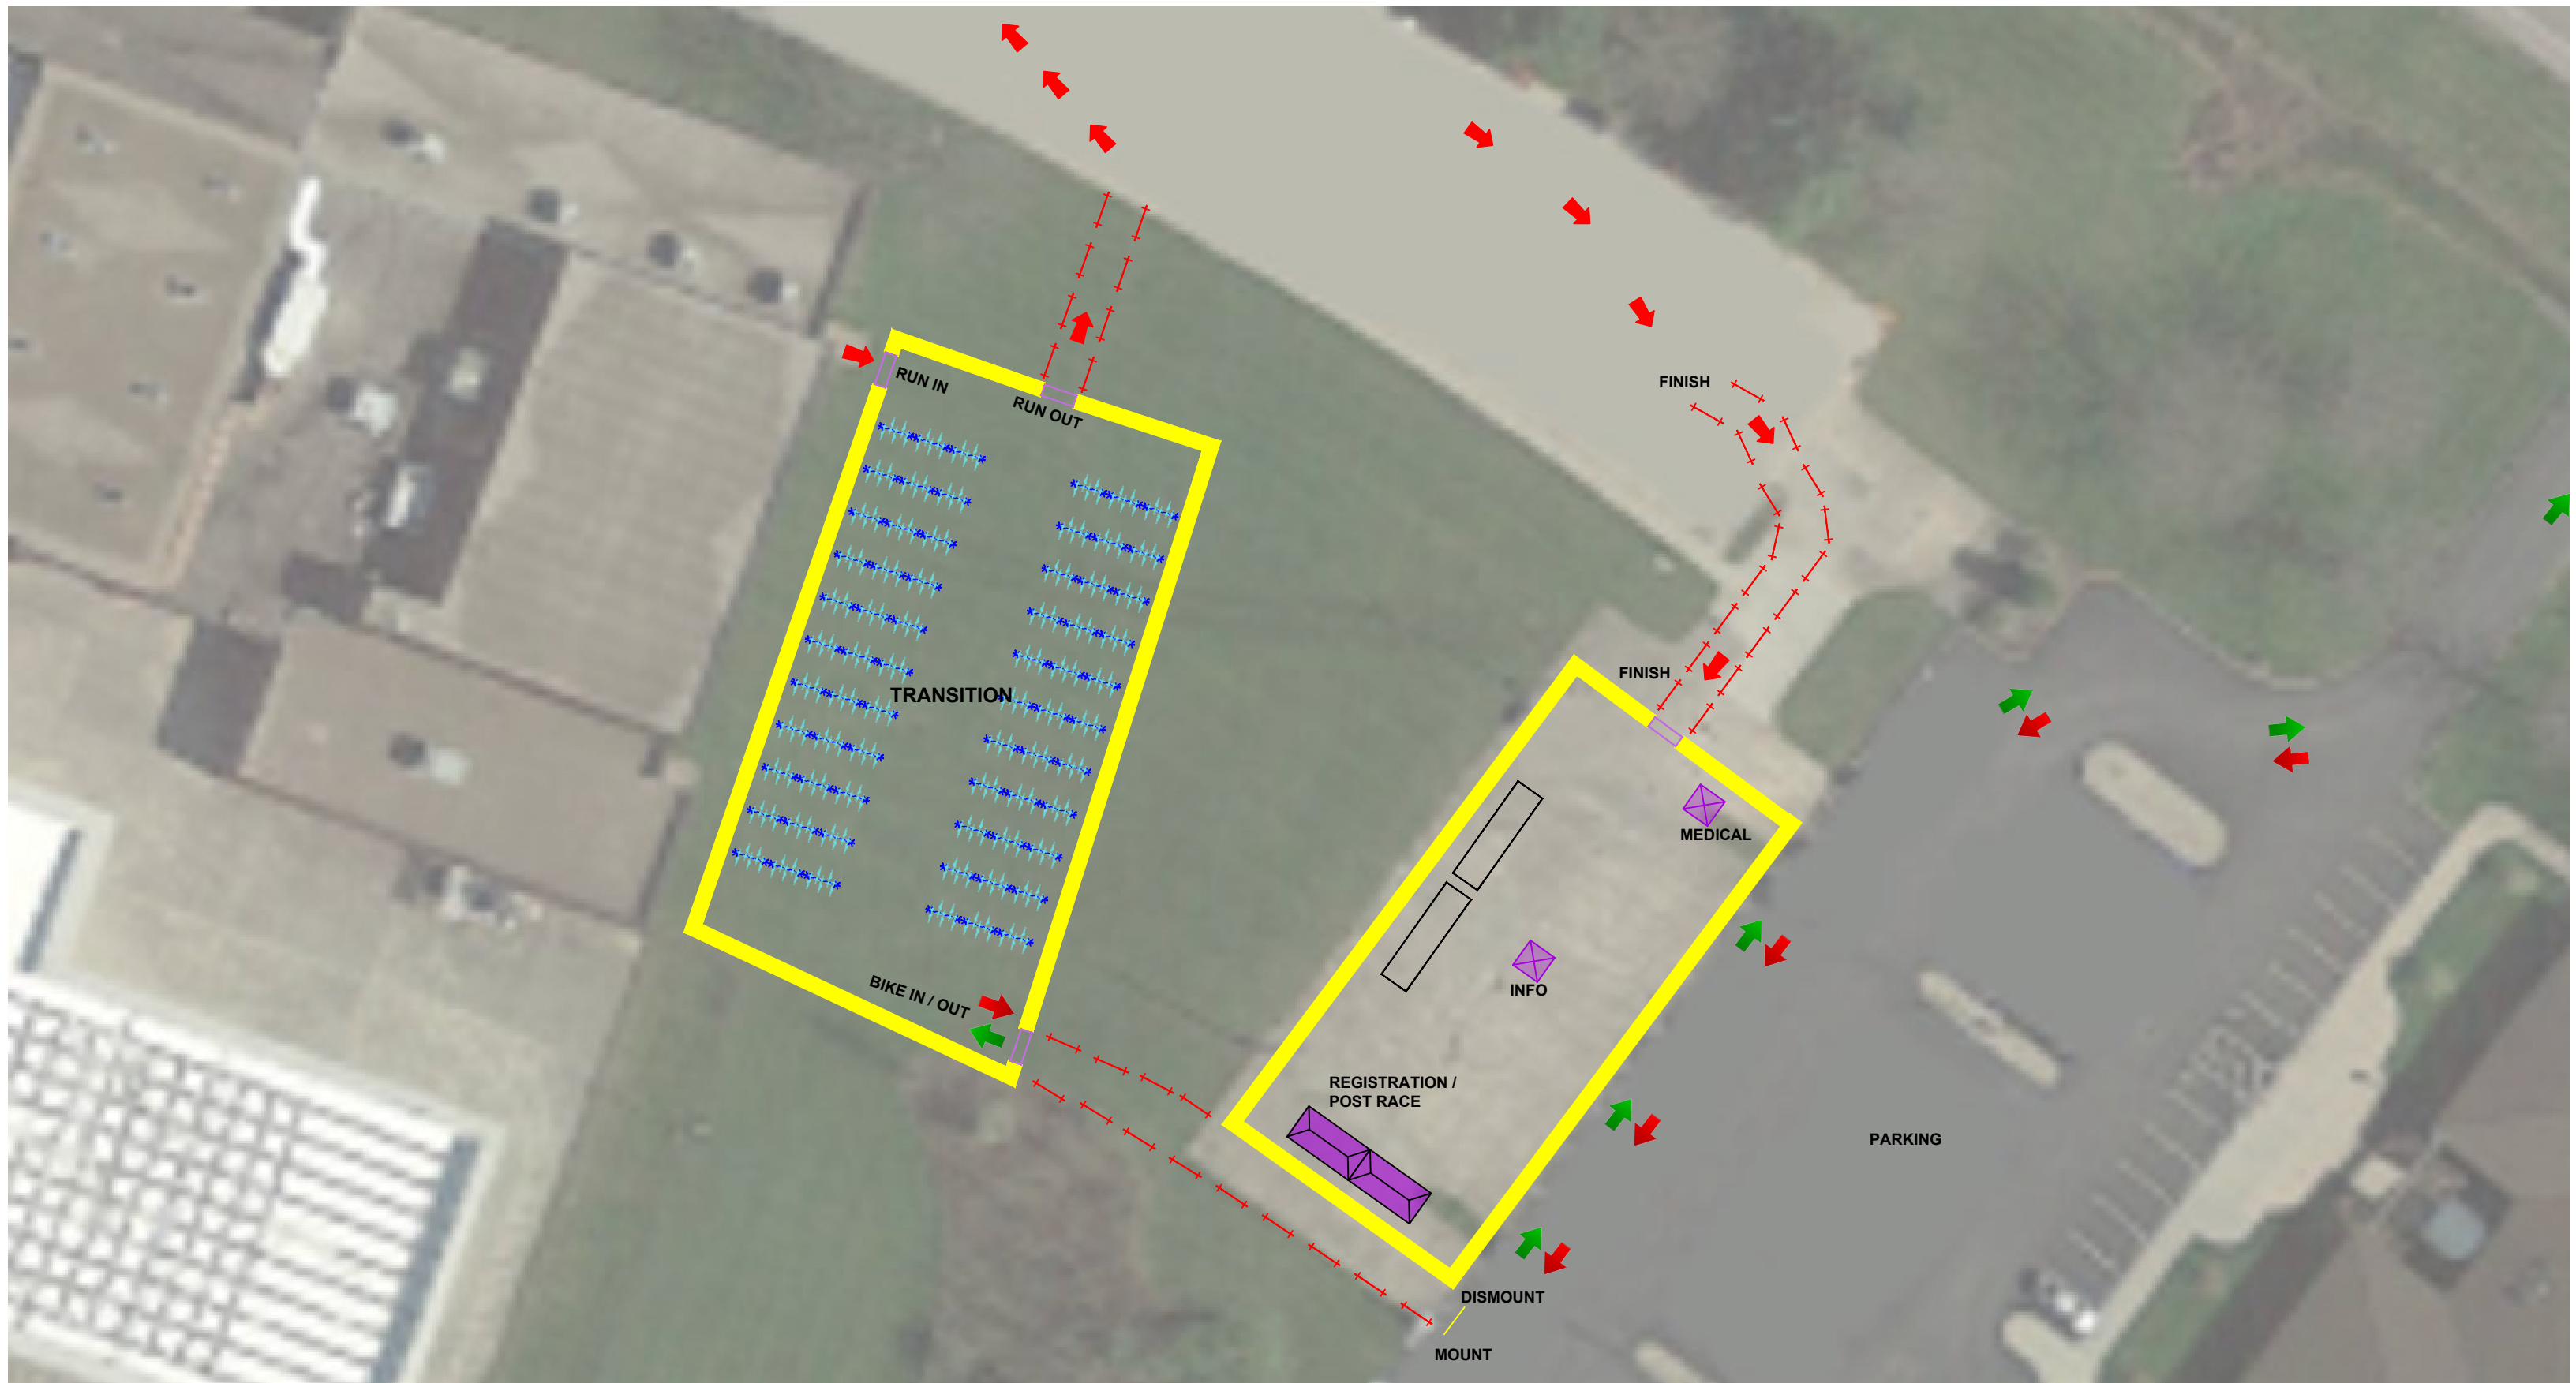 RUN IN
RUN OUT
FINISH
FINISH
TRANSITION
MEDICAL
INFO
BIKE IN / OUT
REGISTRATION /
POST RACE
PARKING
DISMOUNT
MOUNT